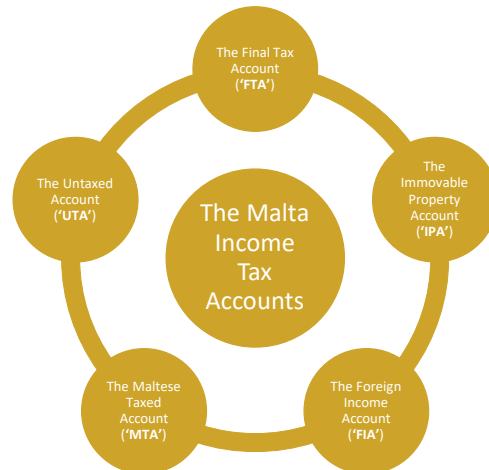 The Final Tax
Account
(‘FTA’)
The
Immovable
Property
Account
(‘IPA’)
The Foreign
Income
Account
(‘FIA’)
The Maltese
Taxed
Account
(‘MTA’)
The Untaxed
Account
(‘UTA’)
The Malta
Income
Tax
Accounts